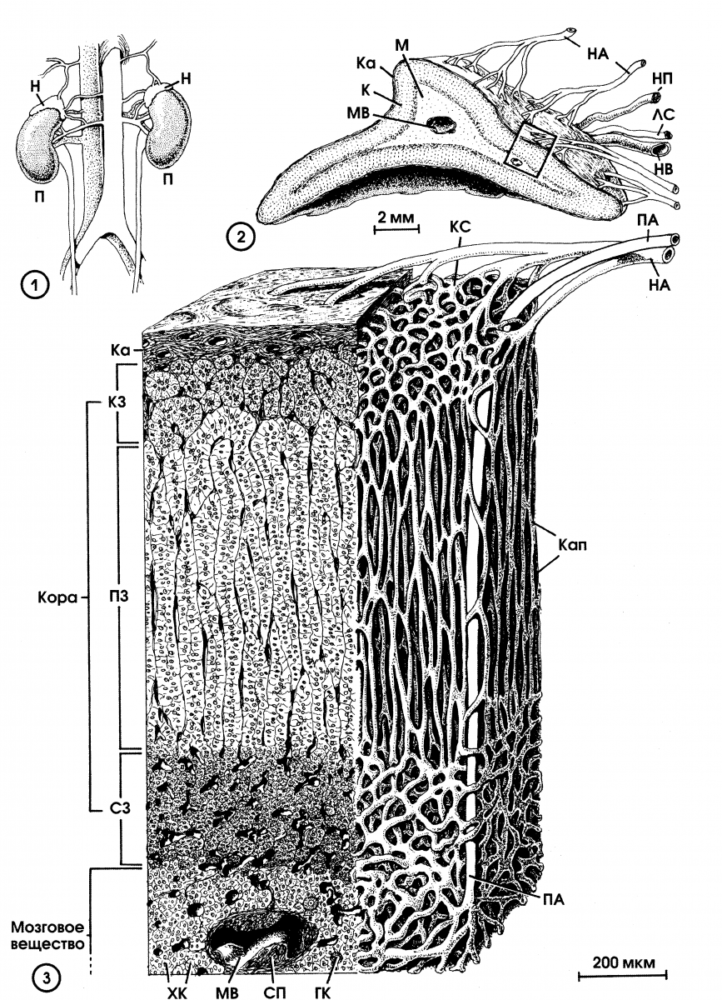 Н
Н
П
П
1
М
Ка
К
МВ
НА
НП
ЛС
НВ
2 мм
2
КС
ПА
НА
Ка
КЗ
Кора
ПЗ
Кап
СЗ
ПА
Мозговое
вещество
3
ХК
МВ
СП
ГК
200 мкм